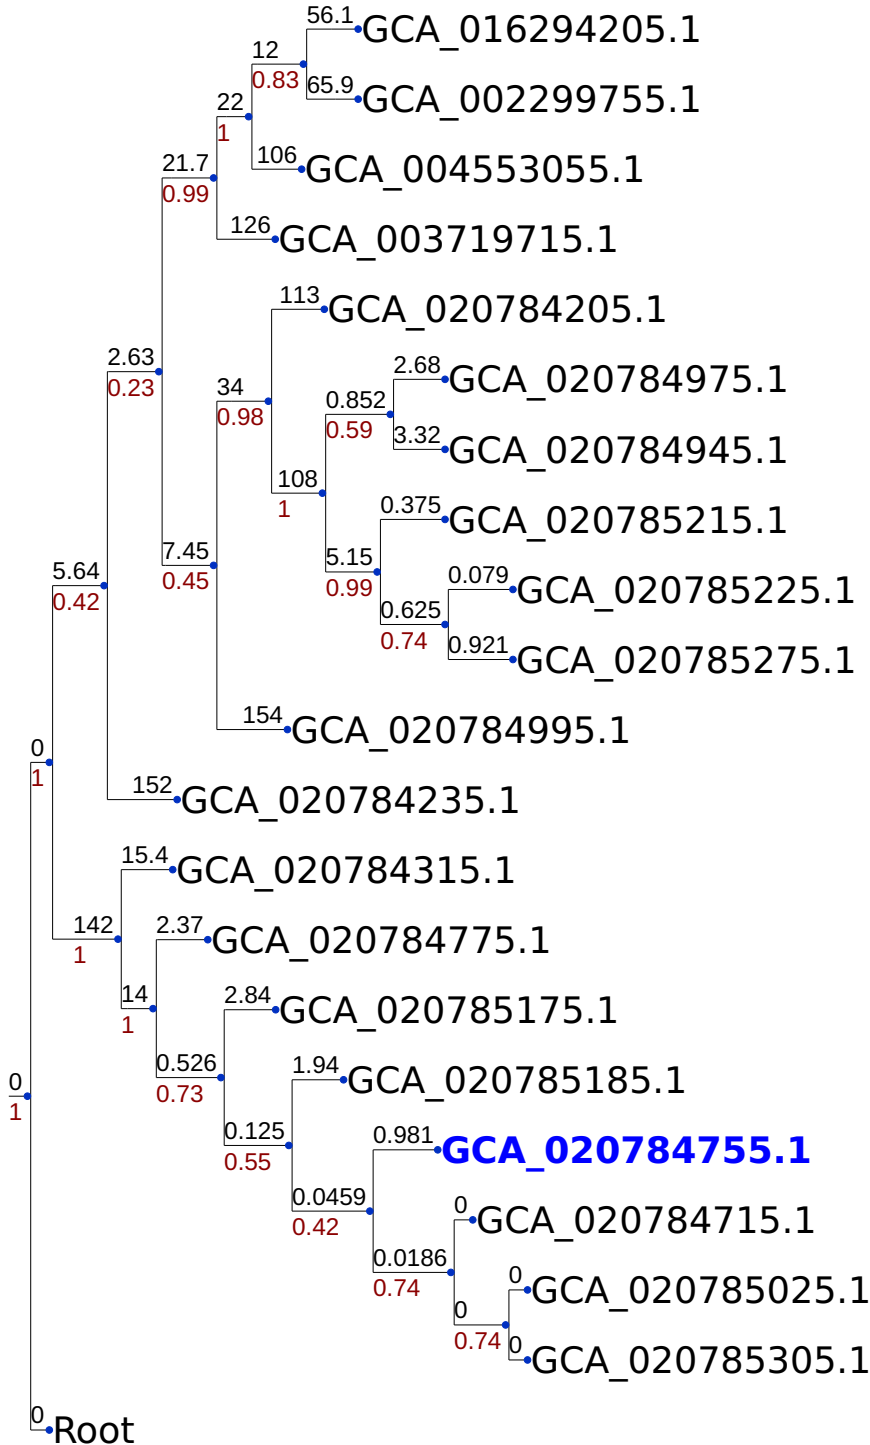 56.1
GCA_016294205.1
12
0.83
65.9
GCA_002299755.1
22
1
106
GCA_004553055.1
21.7
0.99
126
GCA_003719715.1
113
GCA_020784205.1
2.63
0.23
2.68
GCA_020784975.1
34
0.98
0.852
0.59
3.32
GCA_020784945.1
108
1
0.375
GCA_020785215.1
7.45
0.45
5.15
0.99
5.64
0.42
0.079
GCA_020785225.1
0.625
0.74
0.921
GCA_020785275.1
154
GCA_020784995.1
0
1
152
GCA_020784235.1
15.4
GCA_020784315.1
142
1
2.37
GCA_020784775.1
14
1
2.84
GCA_020785175.1
0.526
0.73
1.94
GCA_020785185.1
0
1
0.125
0.55
0.981
GCA_020784755.1
0.0459
0.42
0
GCA_020784715.1
0.0186
0.74
0
GCA_020785025.1
0
0.74
0
GCA_020785305.1
0
Root